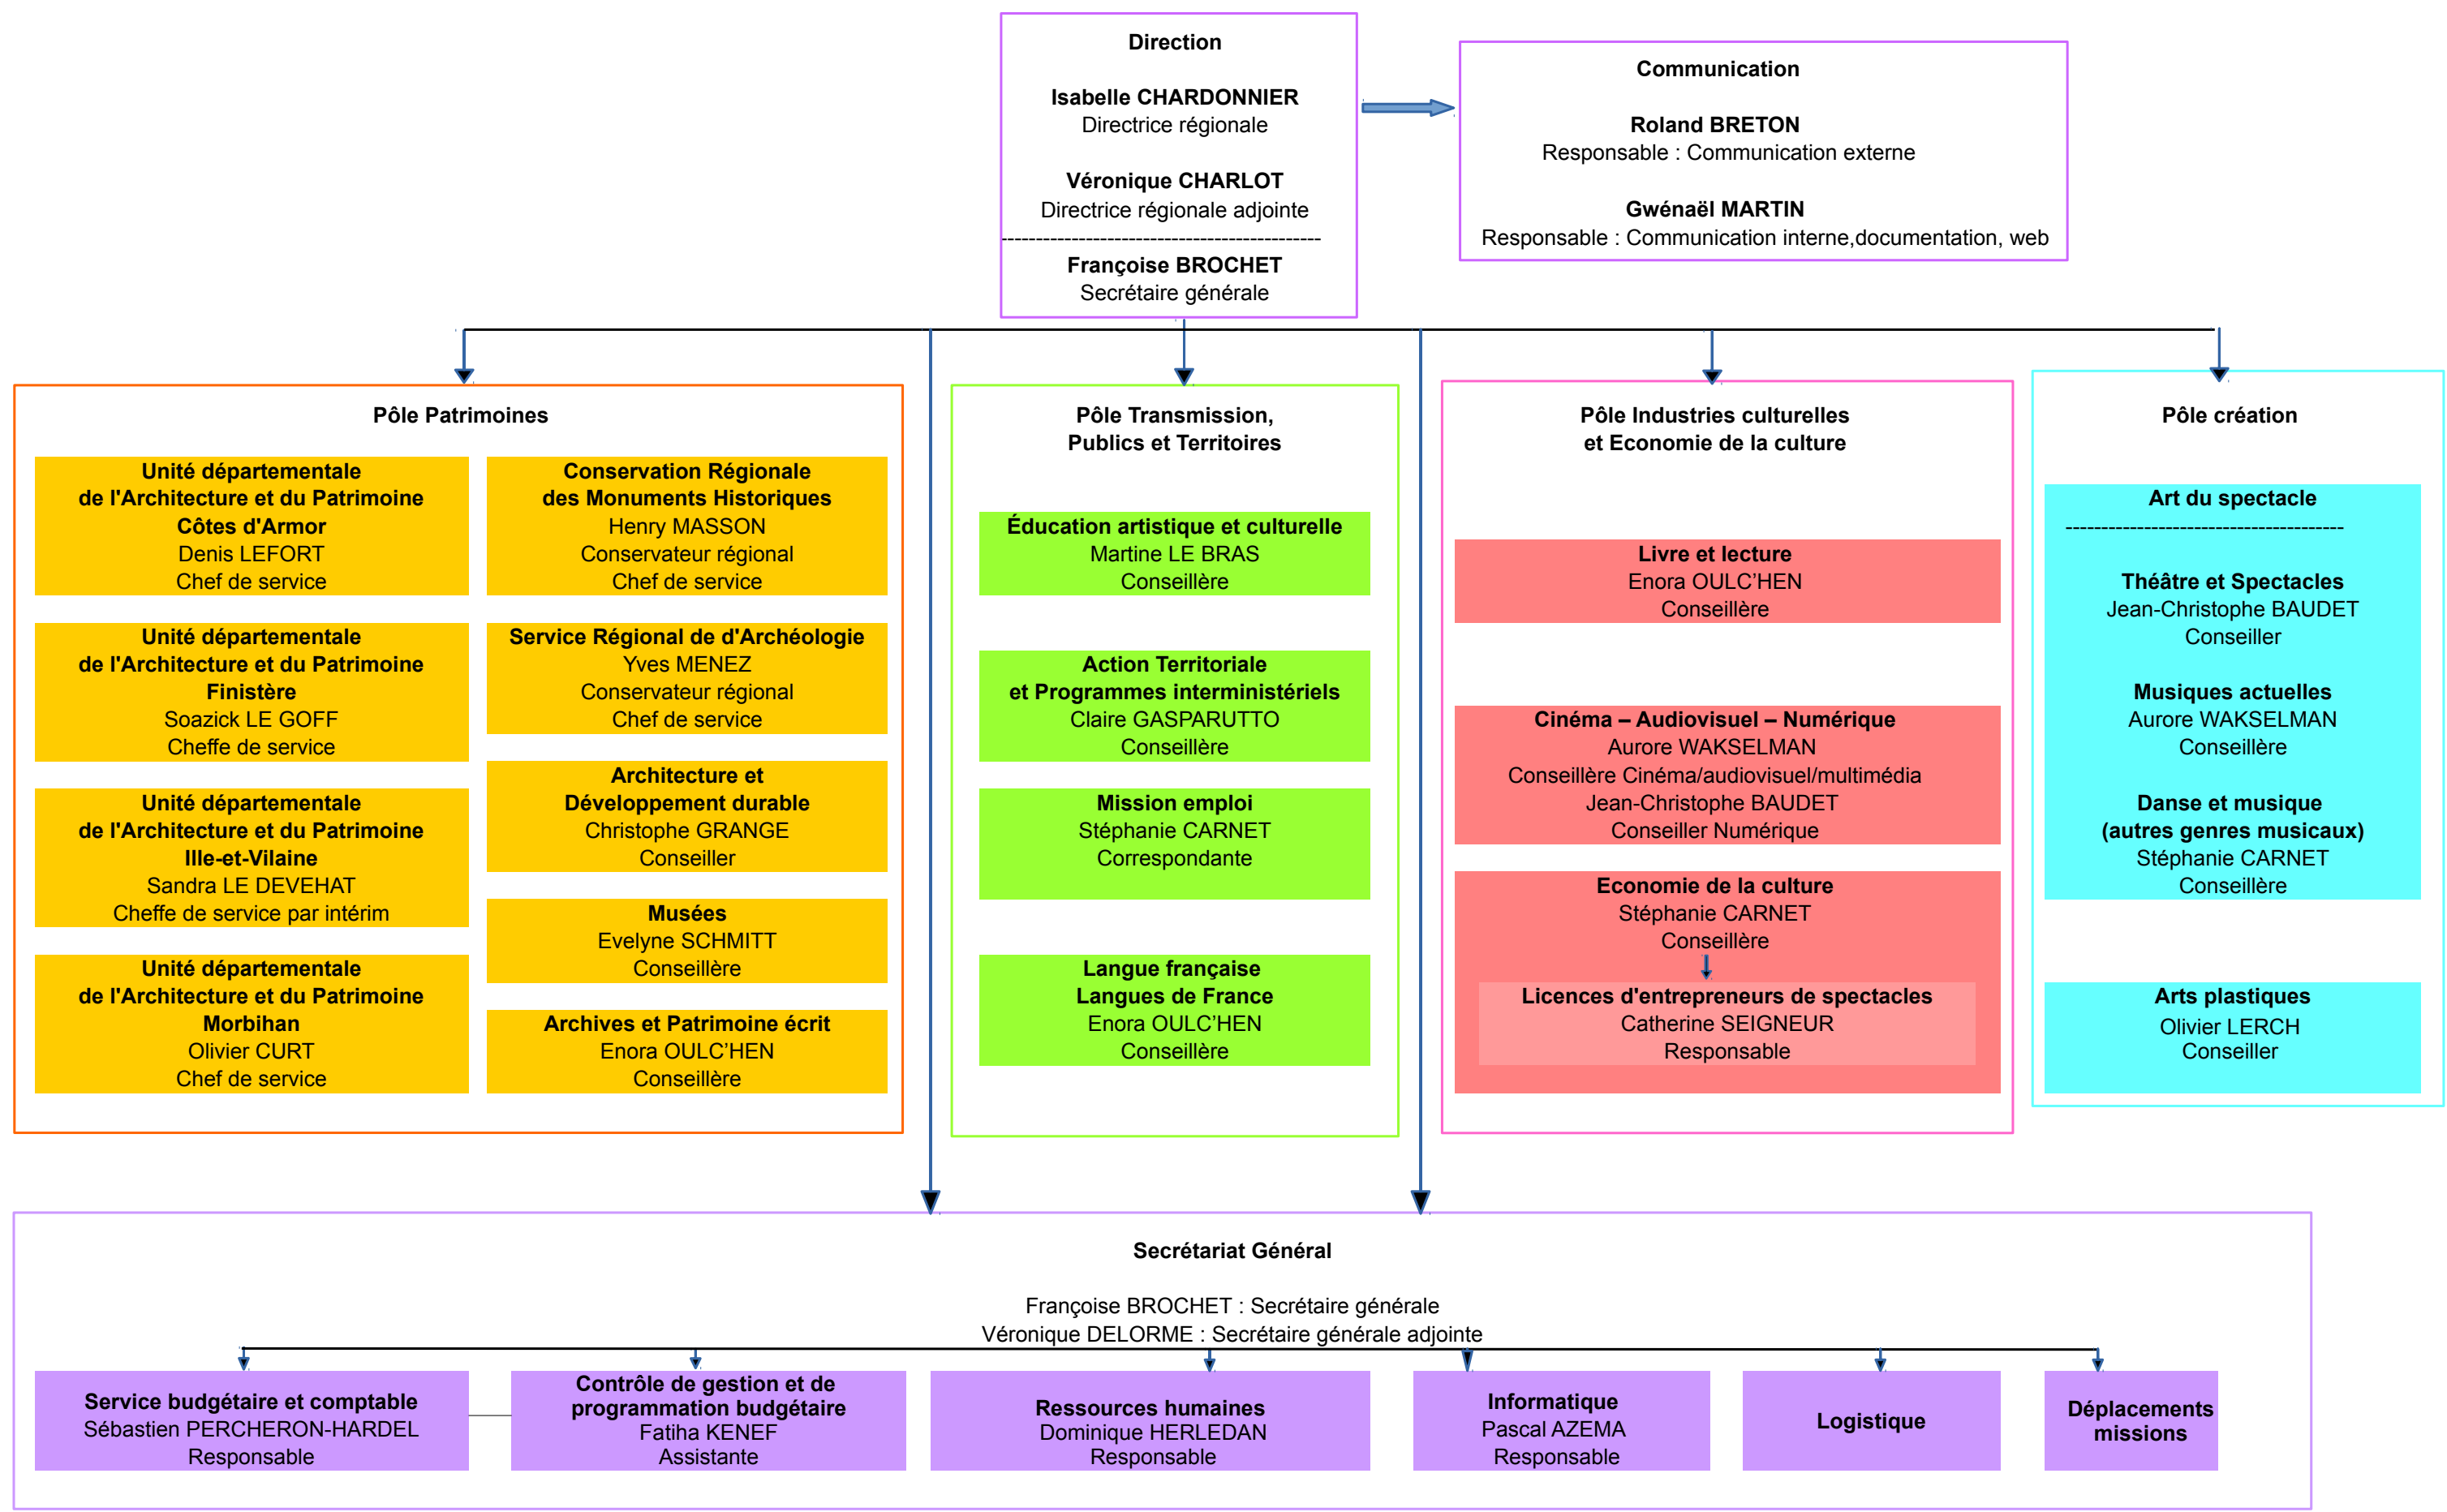 Direction
Isabelle CHARDONNIER
Directrice régionale
Véronique CHARLOT
Directrice régionale adjointe
---------------------------------------------
Françoise BROCHET
Secrétaire générale
Communication
Roland BRETON
Responsable : Communication externe
Gwénaël MARTIN
Responsable : Communication interne,documentation, web
Pôle Patrimoines
Unité départementale
de l'Architecture et du Patrimoine
Côtes d'Armor
Denis LEFORT
Chef de service
Unité départementale
de l'Architecture et du Patrimoine
Finistère
Soazick LE GOFF
Cheffe de service
Unité départementale
de l'Architecture et du Patrimoine
Ille-et-Vilaine
Sandra LE DEVEHAT
Cheffe de service par intérim
Unité départementale
de l'Architecture et du Patrimoine
Morbihan
Olivier CURT
Chef de service
Conservation Régionale
des Monuments Historiques
Henry MASSON
Conservateur régional
Chef de service
Service Régional de d'Archéologie
Yves MENEZ
Conservateur régional
Chef de service
Architecture et
Développement durable
Christophe GRANGE
Conseiller
Musées
Evelyne SCHMITT
Conseillère
Archives et Patrimoine écrit
Enora OULC’HEN
Conseillère
Pôle Transmission,
Publics et Territoires
Éducation artistique et culturelle
Martine LE BRAS
Conseillère
Action Territoriale
et Programmes interministériels
Claire GASPARUTTO
Conseillère
Mission emploi
Stéphanie CARNET
Correspondante
Langue française
Langues de France
Enora OULC’HEN
Conseillère
Pôle Industries culturelles
et Economie de la culture
Livre et lecture
Enora OULC’HEN
Conseillère
Cinéma – Audiovisuel – Numérique
Aurore WAKSELMAN
Conseillère Cinéma/audiovisuel/multimédia
Jean-Christophe BAUDET
Conseiller Numérique
Economie de la culture
Stéphanie CARNET
Conseillère
Licences d'entrepreneurs de spectacles
Catherine SEIGNEUR
Responsable
Pôle création
Art du spectacle
---------------------------------------
Théâtre et Spectacles
Jean-Christophe BAUDET
Conseiller
Musiques actuelles
Aurore WAKSELMAN
Conseillère
Danse et musique
(autres genres musicaux)
Stéphanie CARNET
Conseillère
Arts plastiques
Olivier LERCH
Conseiller
Secrétariat Général
Françoise BROCHET : Secrétaire générale
Véronique DELORME : Secrétaire générale adjointe
Service budgétaire et comptable
Sébastien PERCHERON-HARDEL
Responsable
Contrôle de gestion et de
programmation budgétaire
Fatiha KENEF
Assistante
Ressources humaines
Dominique HERLEDAN
Responsable
Informatique
Pascal AZEMA
Responsable
Logistique
Déplacements
missions